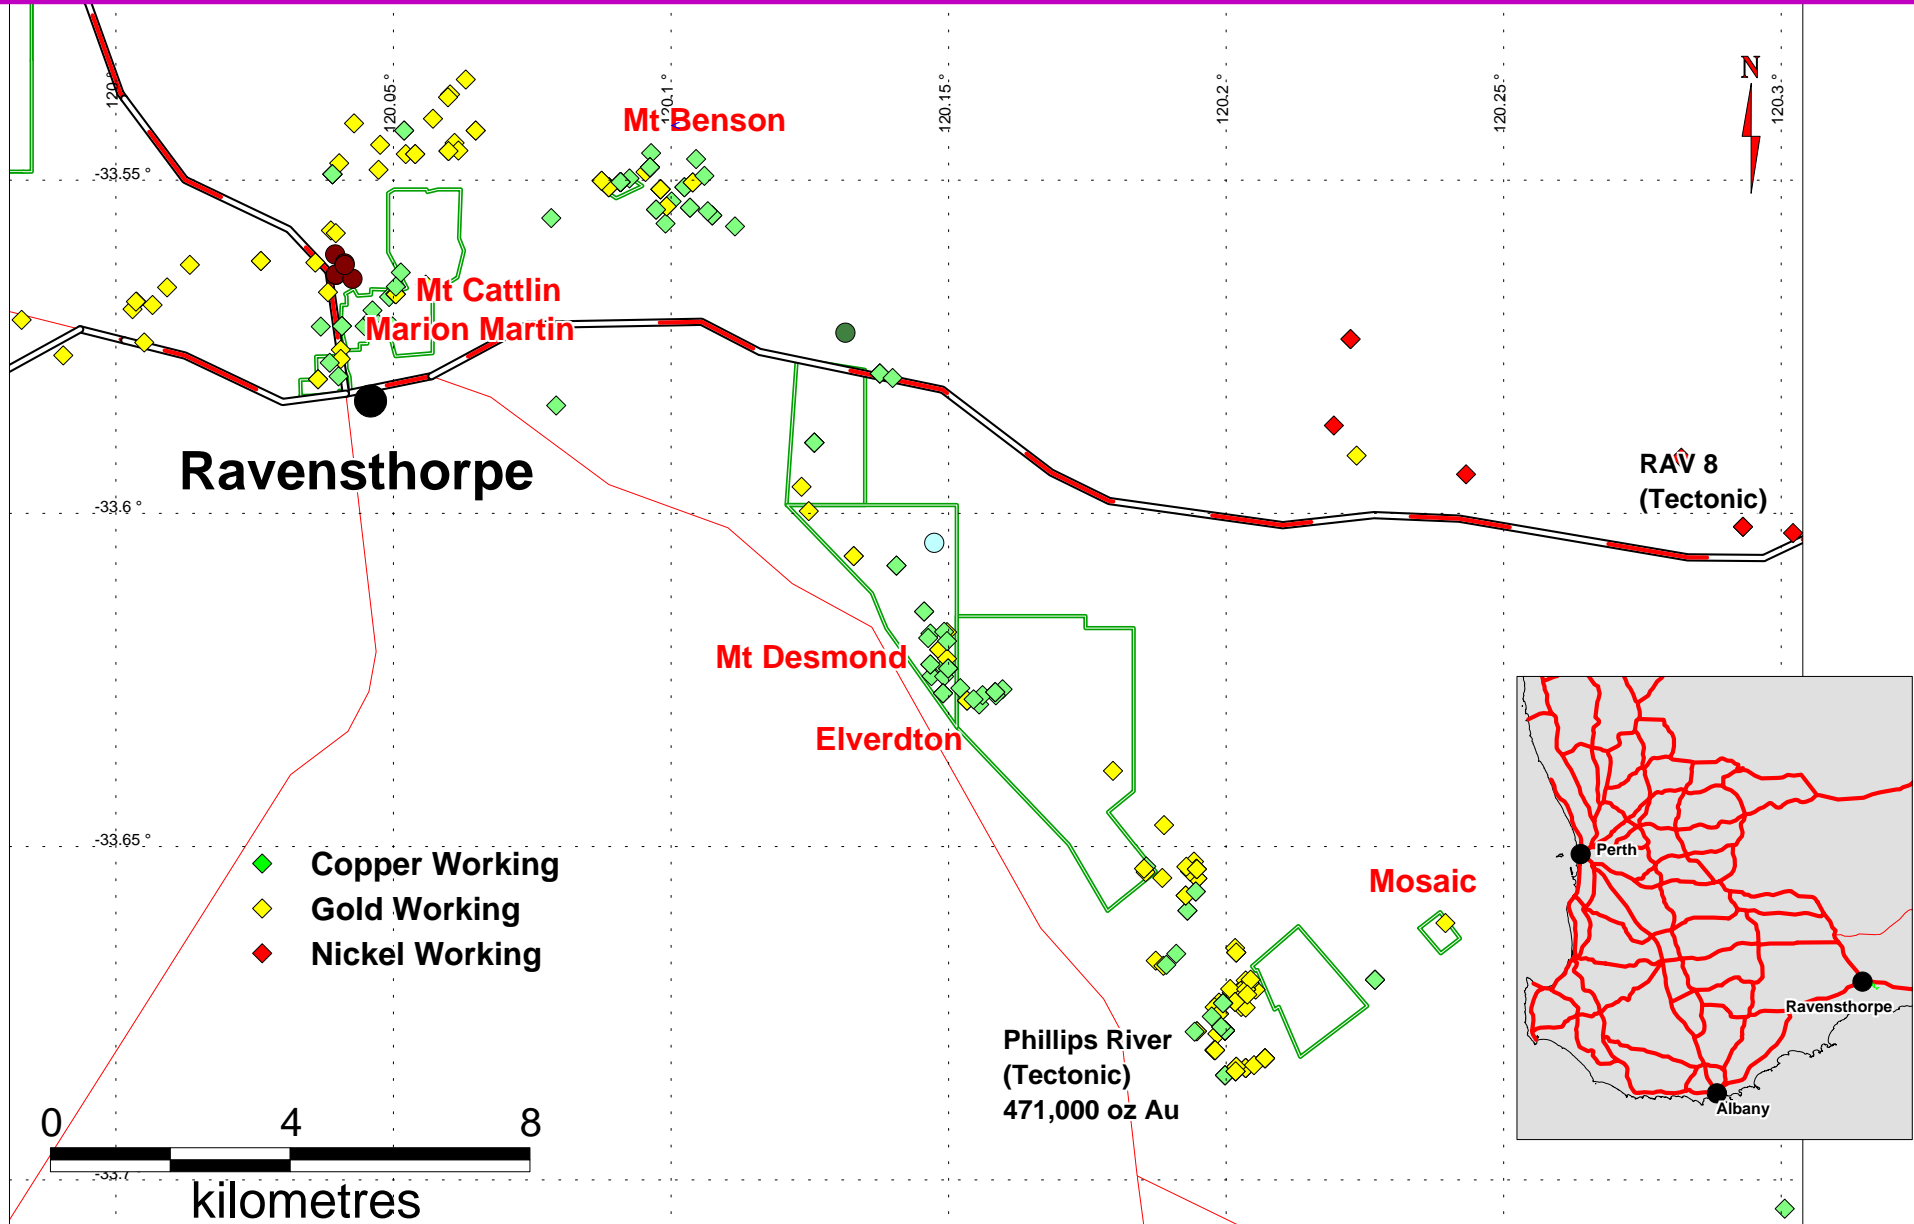 N
120.°
120.05 °
120.1 °
120.15 °
120.2 °
120.25 °
120.3 °
Mt Benson
-33.55 °
Mt Cattlin
Marion Martin
Ravensthorpe
RAV 8
(Tectonic)
-33.6 °
Mt Desmond
Elverdton
-33.65 °
Copper Working
Gold Working
Nickel Working
Mosaic
Perth
Ravensthorpe
Albany
Phillips River
(Tectonic)
471,000 oz Au
0 4 8
-33.7 °
kilometres